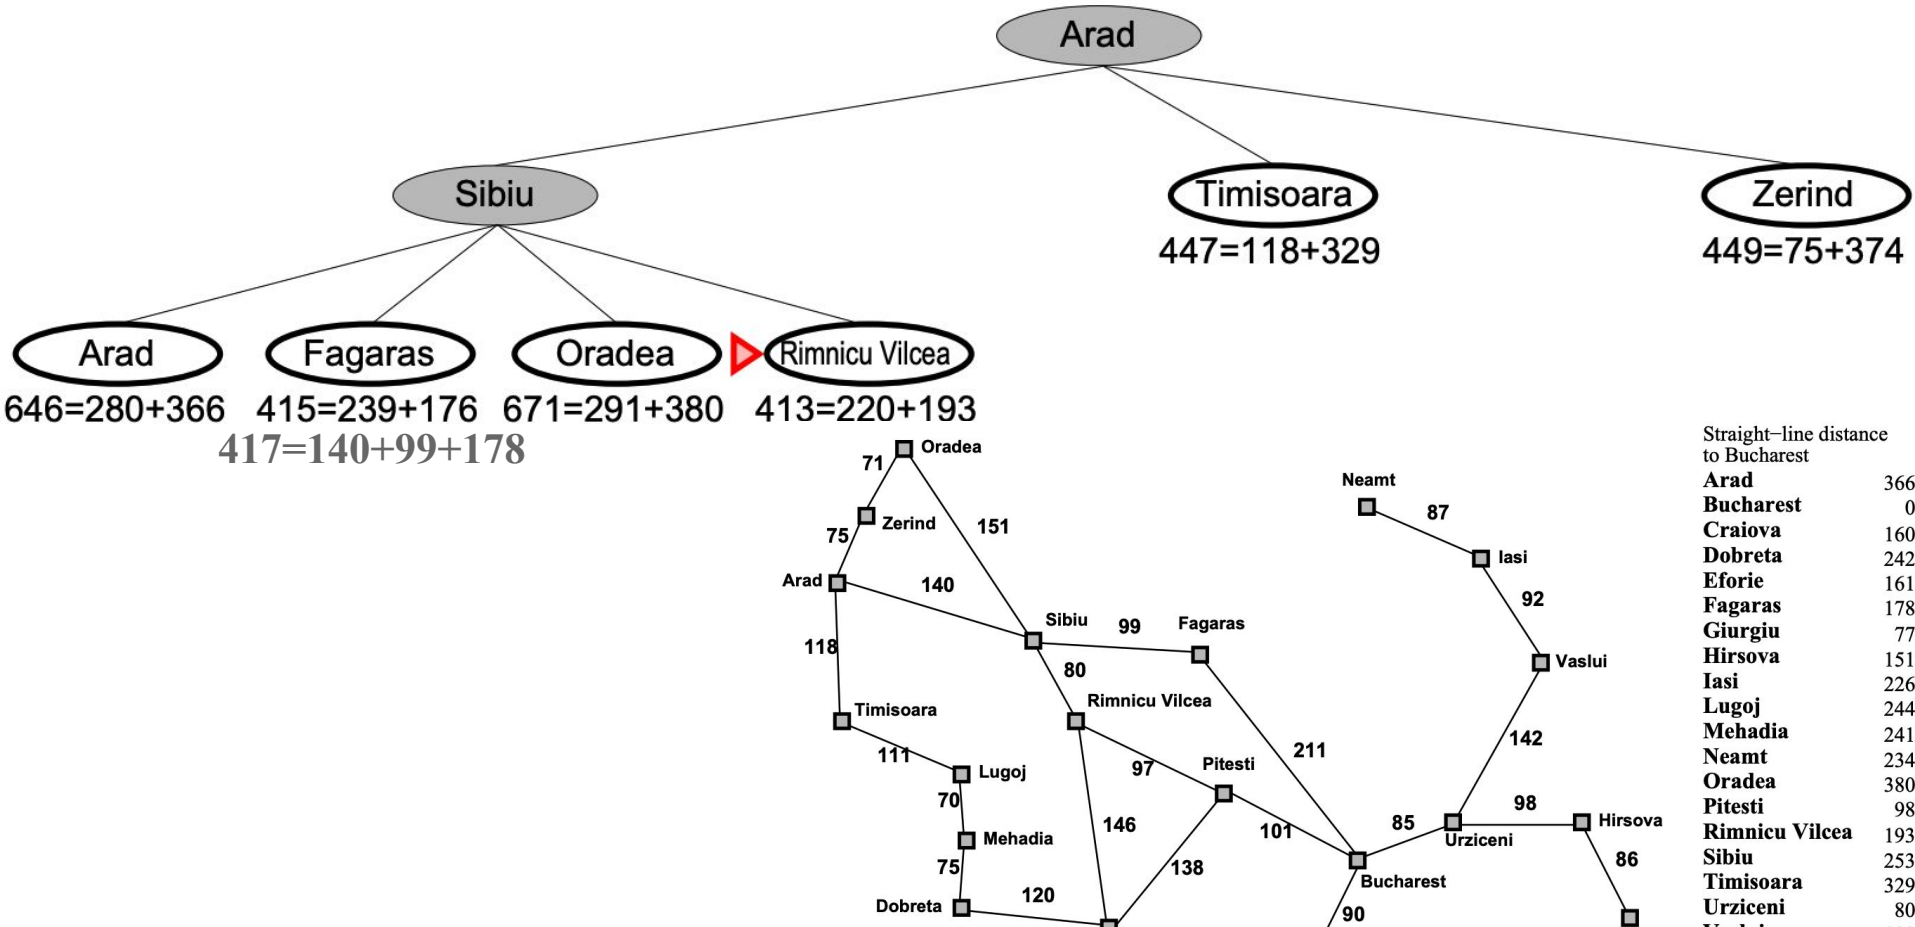 Arad
Sibiu
Timisoara
Zerind
447=118+329
449=75+374
Arad
Fagaras
Oradea
Rimnicu Vilcea
646=280+366
415=239+176
671=291+380
413=220+193
417=140+99+178
Oradea
71
Zerind
75
151
Arad
140
118
Sibiu
99
Fagaras
80
Timisoara
Rimnicu Vilcea
111
Lugoj
70
Mehadia
75
Dobreta
120
146
97
Pitesti
138
101
211
Bucharest
90
85
Urziceni
98
Hirsova
86
142
Vaslui
92
Iasi
87
Neamt
Straight−line distance
to Bucharest
Arad 366
Bucharest 0
Craiova 160
Dobreta 242
Eforie 161
Fagaras 178
Giurgiu 77
Hirsova 151
Iasi 226
Lugoj 244
Mehadia 241
Neamt 234
Oradea 380
Pitesti 98
Rimnicu Vilcea 193
Sibiu 253
Timisoara 329
Urziceni 80